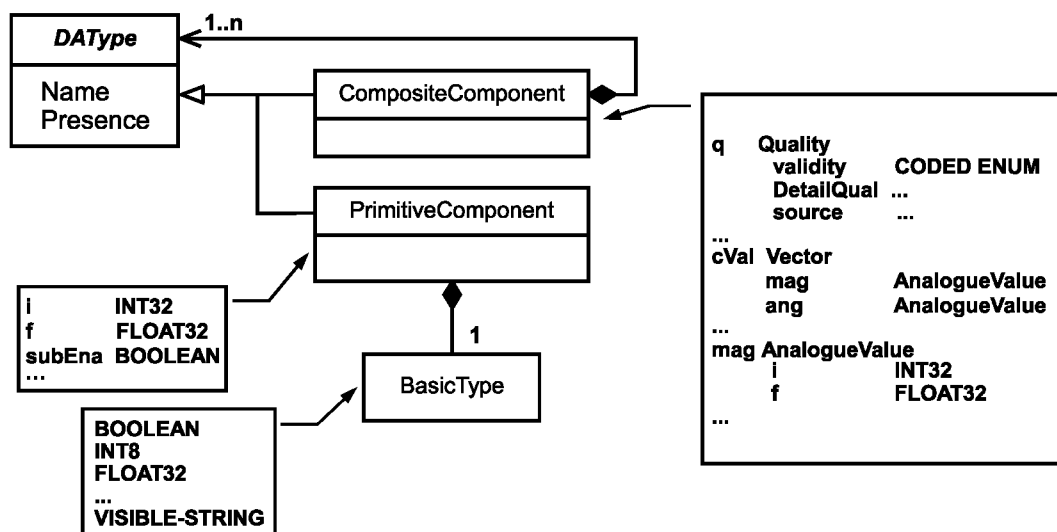 DAType
1..n
Name
Presence
CompositeComponent
PrimitiveComponent
q Quality
validity CODED ENUM
DetailQual ...
source ...
...
cVal Vector
mag AnalogueValue
ang AnalogueValue
...
mag AnalogueValue
i INT32
f FLOAT32
...
i INT32
f FLOAT32
subEna BOOLEAN
...
1
BasicType
BOOLEAN
INT8
FLOAT32
...
VISIBLE-STRING